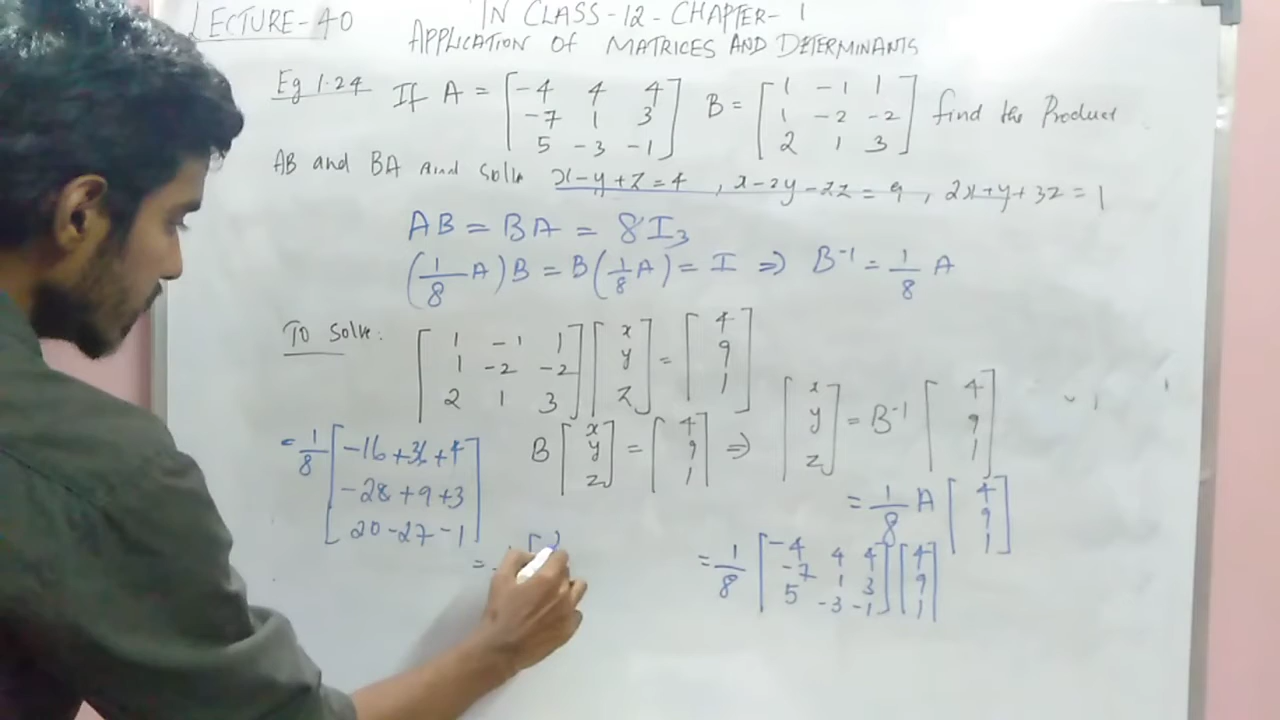 LECTURE-40
IN CLASS-12-CHAPTER-1
APPLICATION OF MATRICES AND DETERMINANTS
Eg 1.24 If A = [-4 4 4 B = [1 -1 1 find the Product
-7 1 3 1 -2 -2
5 -3 -1] 2 1 3]
AB and BA and solve x-y+z=4, x-2y-2z=9, 2x+y+3z=1
AB = BA = 8I₃
(1/8 A)B = B(1/8 A) = I ⇒ B⁻¹ = 1/8 A
To Solve: [1 -1 1 [x = [4
1 -2 -2 y 9
2 1 3] z] 1]
B [x y z] = [4 9 1] ⇒ [x y z] = B⁻¹ [4 9 1]
= 1/8 A [4 9 1]
= 1/8 [-4 4 4 [4
-7 1 3 9
5 -3 -1] 1]
= 1/8 [-16+36+4
-28+9+3
20-27-1]
=